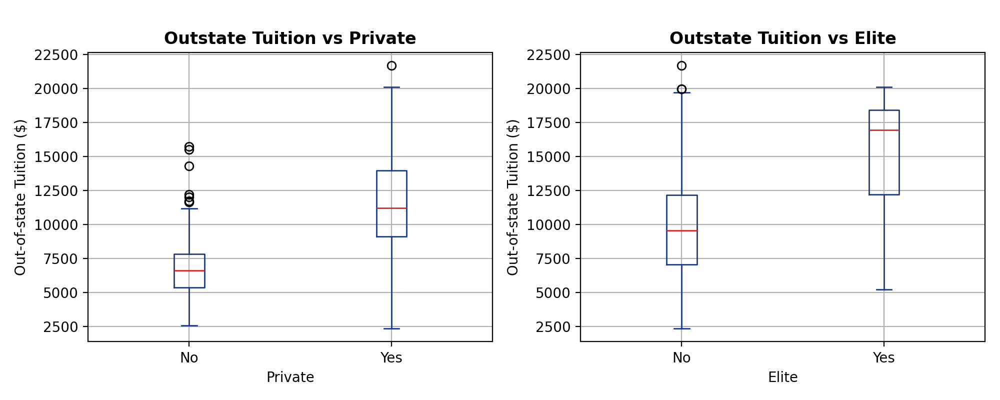 Outstate Tuition vs Private
Out-of-state Tuition ($)
22500
20000
17500
15000
12500
10000
7500
5000
2500
No
Yes
Private
Outstate Tuition vs Elite
Out-of-state Tuition ($)
22500
20000
17500
15000
12500
10000
7500
5000
2500
No
Yes
Elite